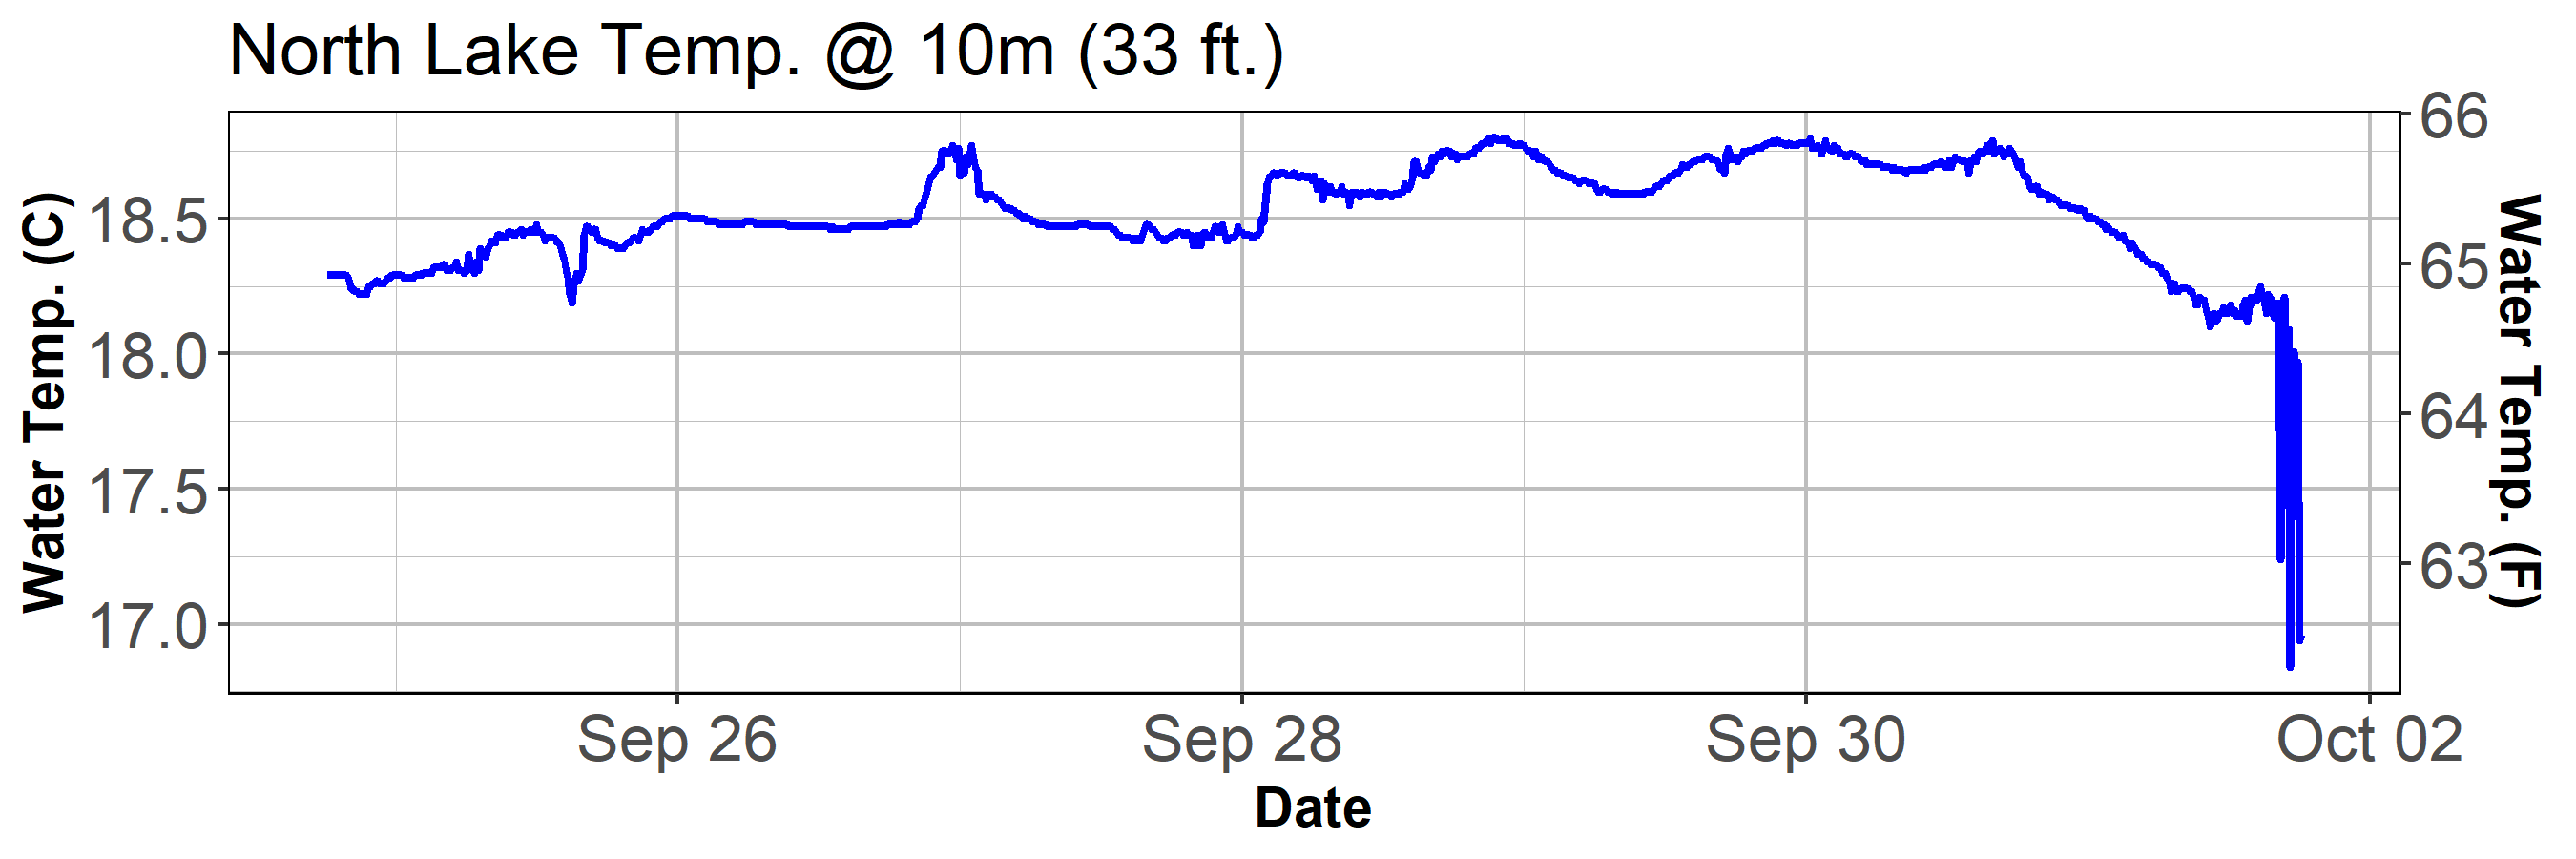 North Lake Temp. @ 10m (33 ft.)
Water Temp. (C)
18.5
18.0
17.5
17.0
66
65
64
63
Water Temp. (F)
Sep 26 Sep 28 Sep 30 Oct 02
Date